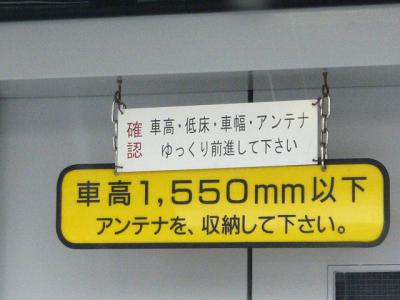 確認
車高・低床・車幅・アンテナ
ゆっくり前進して下さい
車高1,550mm以下
アンテナを、収納して下さい。